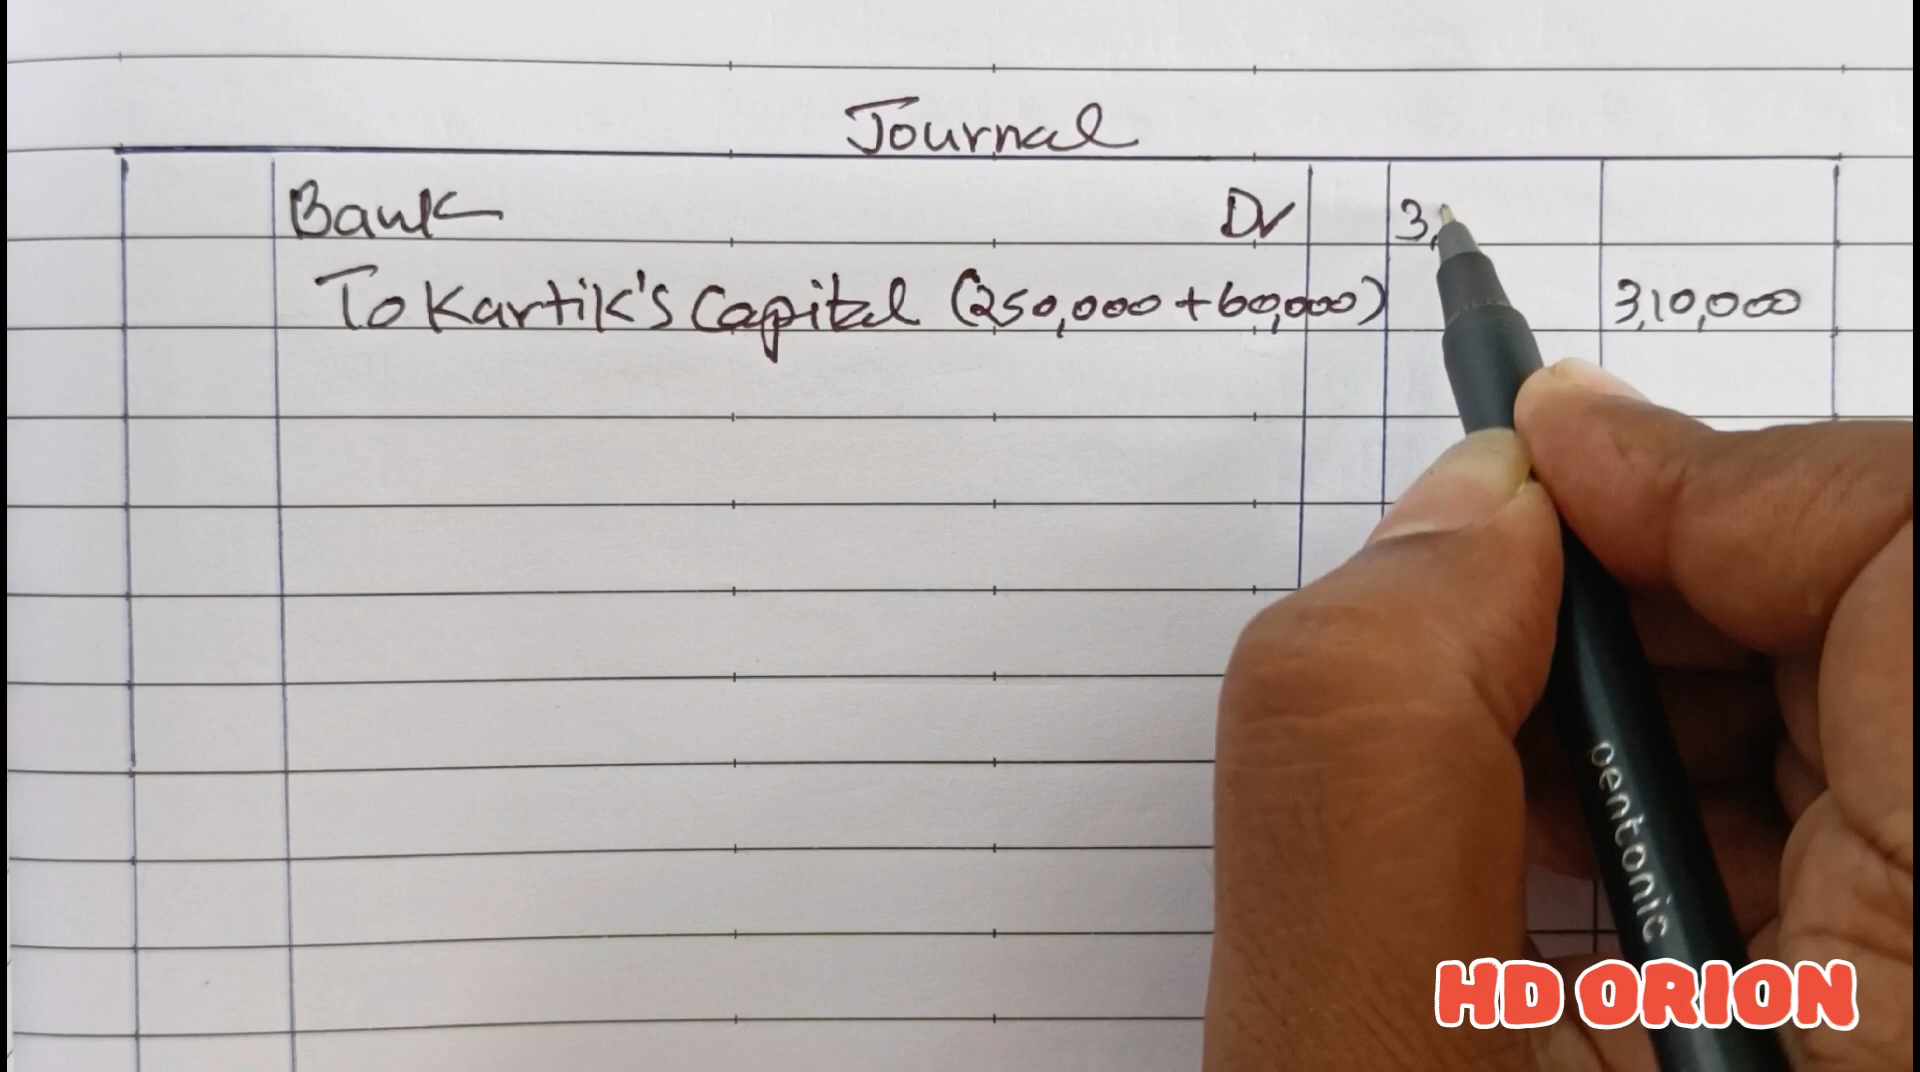 Journal
Bank Dr 3,
To Kartik's Capital (250,000 + 60,000) 3,10,000
pentonic
HD ORION